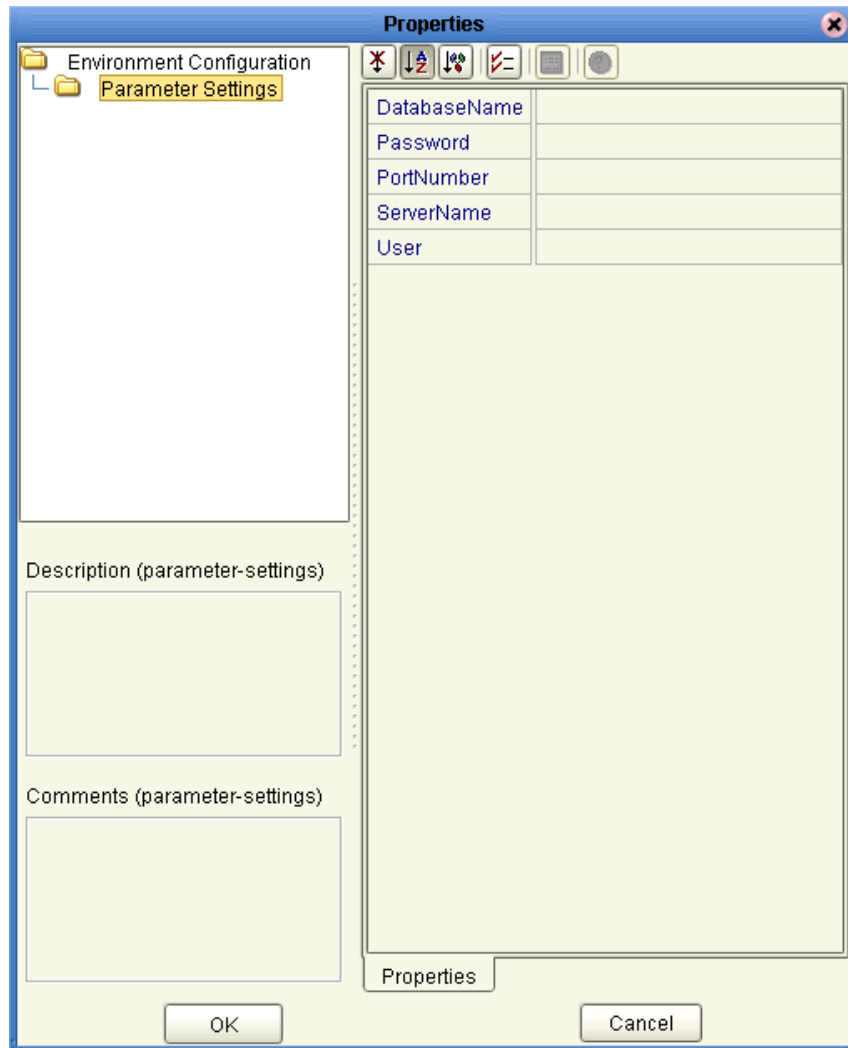 Properties
Environment Configuration
Parameter Settings
DatabaseName
Password
PortNumber
ServerName
User
Description (parameter-settings)
Comments (parameter-settings)
Properties
OK
Cancel